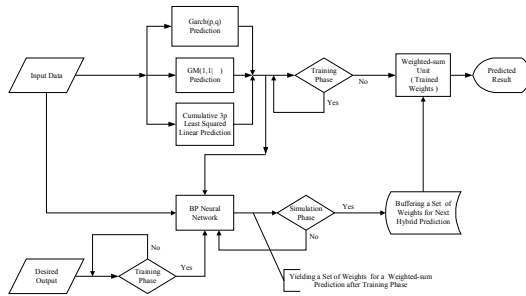 Garch(p,q)
Prediction
Input Data
GM(1,1| )
Prediction
Training
Phase
No
Yes
Weighted-sum
Unit
( Trained
Weights )
Predicted
Result
Cumulative 3p
Least Squared
Linear Prediction
BP Neural
Network
Simulation
Phase
Yes
No
Buffering a Set of
Weights for Next
Hybrid Prediction
Desired
Output
No
Training
Phase
Yes
Yielding a Set of Weights for a Weighted-sum
Prediction after Training Phase